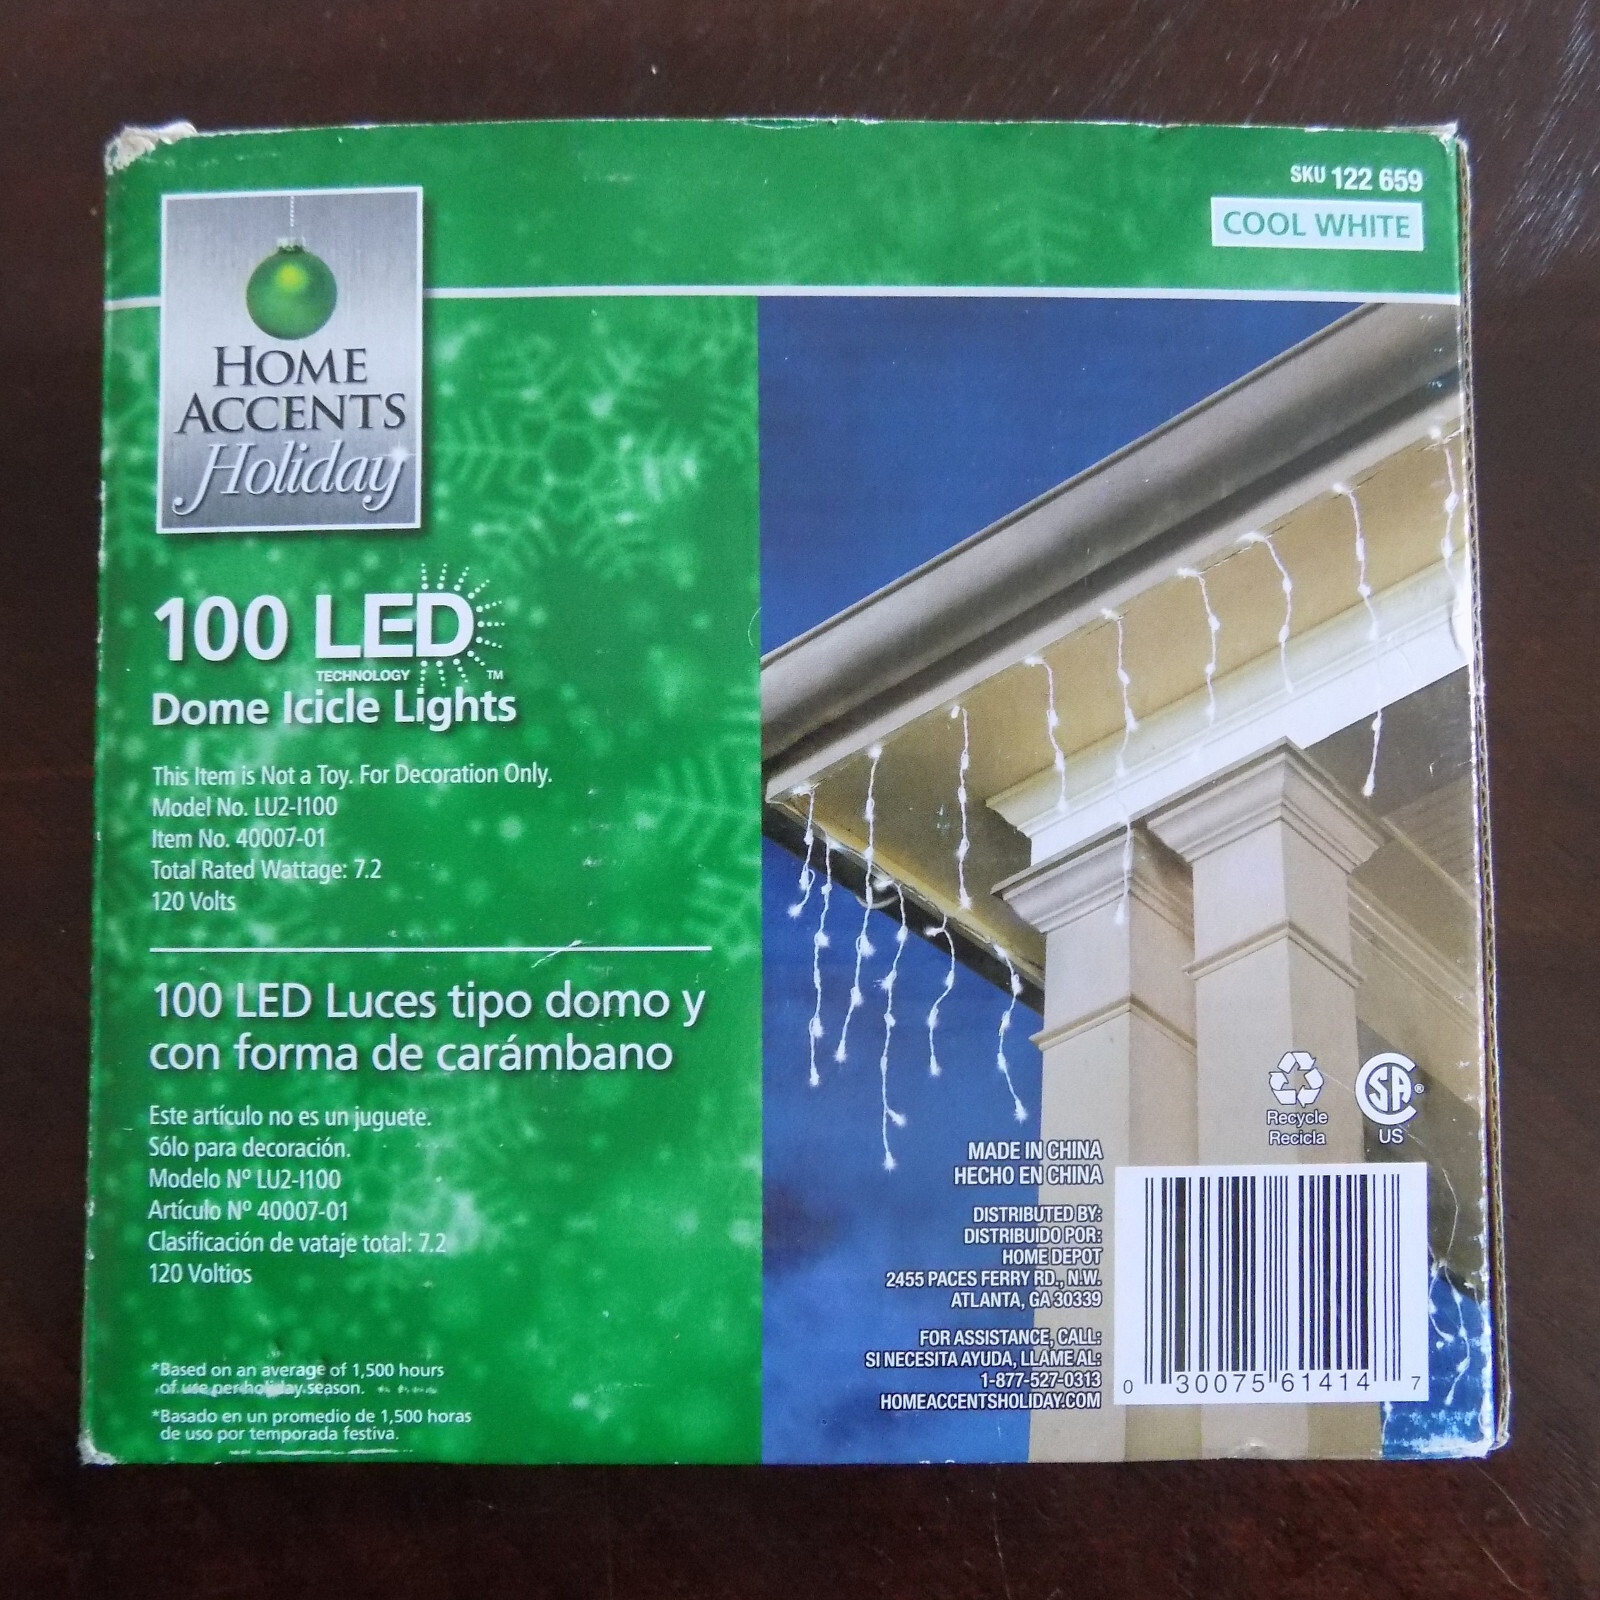 SKU 122 659
COOL WHITE
HOME
ACCENTS
Holiday
100 LED
TECHNOLOGY ™
Dome Icicle Lights
This Item is Not a Toy. For Decoration Only.
Model No. LU2-I100
Item No. 40007-01
Total Rated Wattage: 7.2
120 Volts
100 LED Luces tipo domo y
con forma de carámbano
Este artículo no es un juguete.
Sólo para decoración.
Modelo Nº LU2-I100
Artículo Nº 40007-01
Clasificación de vataje total: 7.2
120 Voltios
*Based on an average of 1,500 hours
of use per holiday season.
*Basado en un promedio de 1,500 horas
de uso por temporada festiva.
Recycle
Recicla
SA ®
US
MADE IN CHINA
HECHO EN CHINA
DISTRIBUTED BY:
DISTRIBUIDO POR:
HOME DEPOT
2455 PACES FERRY RD., N.W.
ATLANTA, GA 30339
FOR ASSISTANCE, CALL:
SI NECESITA AYUDA, LLAME AL:
1-877-527-0313
HOMEACCENTSHOLIDAY.COM
0 30075 61414 7